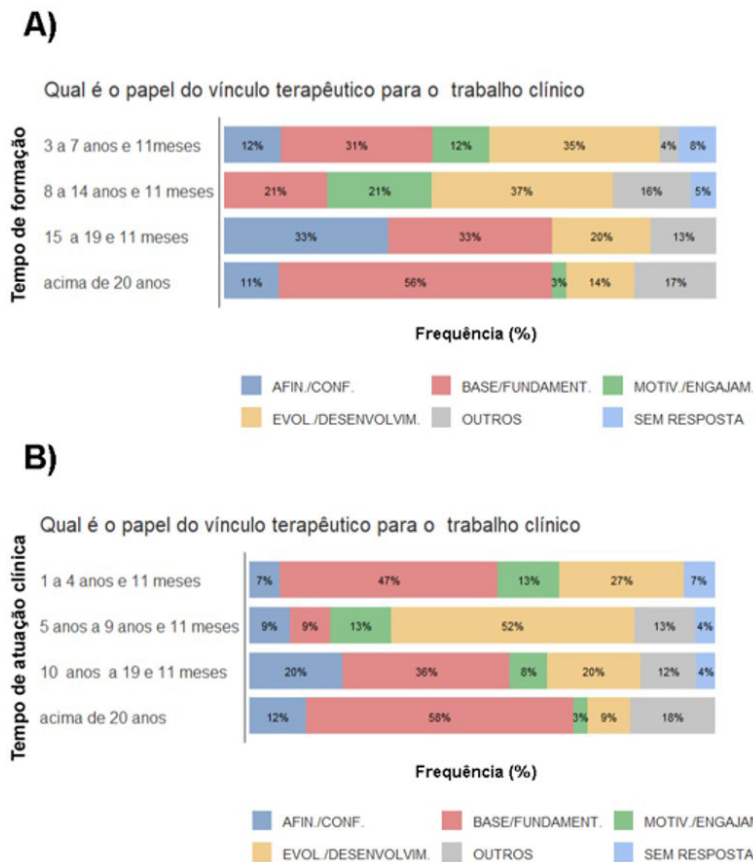 A)
Qual é o papel do vínculo terapêutico para o trabalho clínico
Tempo de formação
3 a 7 anos e 11meses
12% 31% 12% 35% 4% 8%
8 a 14 anos e 11 meses
21% 21% 37% 16% 5%
15 a 19 e 11 meses
33% 33% 20% 13%
acima de 20 anos
11% 56% 3% 14% 17%
Frequência (%)
AFIN./CONF. BASE/FUNDAMENT. MOTIV./ENGAJAM.
EVOL./DESENVOLVIM. OUTROS SEM RESPOSTA
B)
Qual é o papel do vínculo terapêutico para o trabalho clínico
Tempo de atuação clínica
1 a 4 anos e 11 meses
7% 47% 13% 27% 7%
5 anos a 9 anos e 11 meses
9% 9% 13% 52% 13% 4%
10 anos a 19 e 11 meses
20% 36% 8% 20% 12% 4%
acima de 20 anos
12% 58% 3% 9% 18%
Frequência (%)
AFIN./CONF. BASE/FUNDAMENT. MOTIV./ENGAJAM
EVOL./DESENVOLVIM. OUTROS SEM RESPOSTA